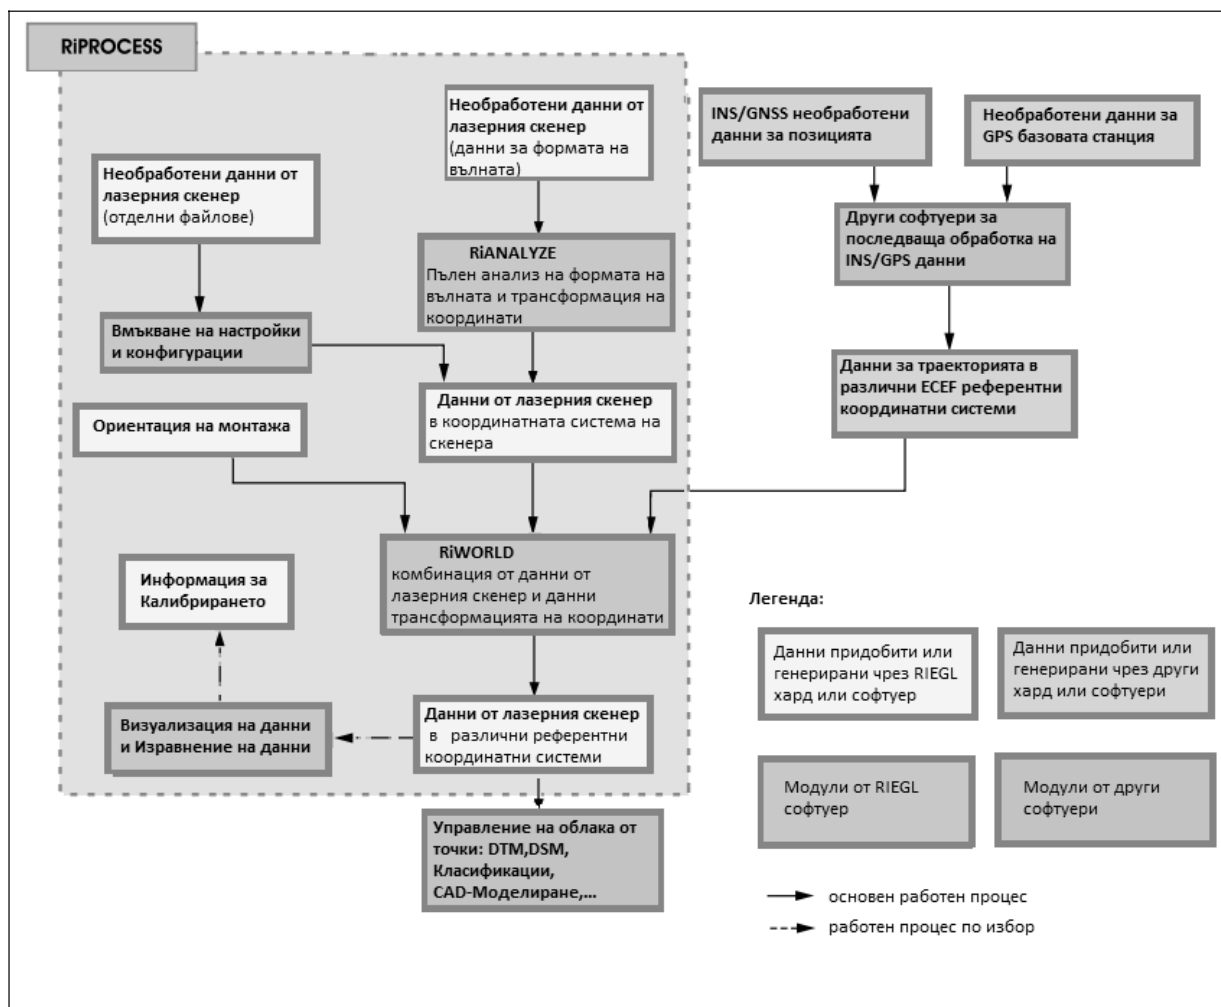 RiPROCESS
Необработени данни от
лазерния скенер
(данни за формата на
вълната)
INS/GNSS необработени
данни за позицията
Необработени данни за
GPS базовата станция
Необработени данни от
лазерния скенер
(отделни файлове)
Други софтуери за
последваща обработка на
INS/GPS данни
RiANALYZE
Пълен анализ на формата на
вълната и трансформация на
координати
Вмъкване на настройки
и конфигурации
Данни за траекторията в
различни ECEF референтни
координатни системи
Данни от лазерния скенер
в координатната система на
скенера
Ориентация на монтажа
RiWORLD
комбинация от данни от
лазерния скенер и данни
трансформацията на координати
Информация за
Калибрирането
Данни от лазерния скенер
в различни референтни
координатни системи
Визуализация на данни
и Изравнение на данни
Управление на облака от
точки: DTM,DSM,
Класификации,
CAD-Моделиране,...
Легенда:
Данни придобити или
генерирани чрез RIEGL
хард или софтуер
Данни придобити или
генерирани чрез други
хард или софтуери
Модули от RIEGL
софтуер
Модули от други
софтуери
основен работен процес
работен процес по избор